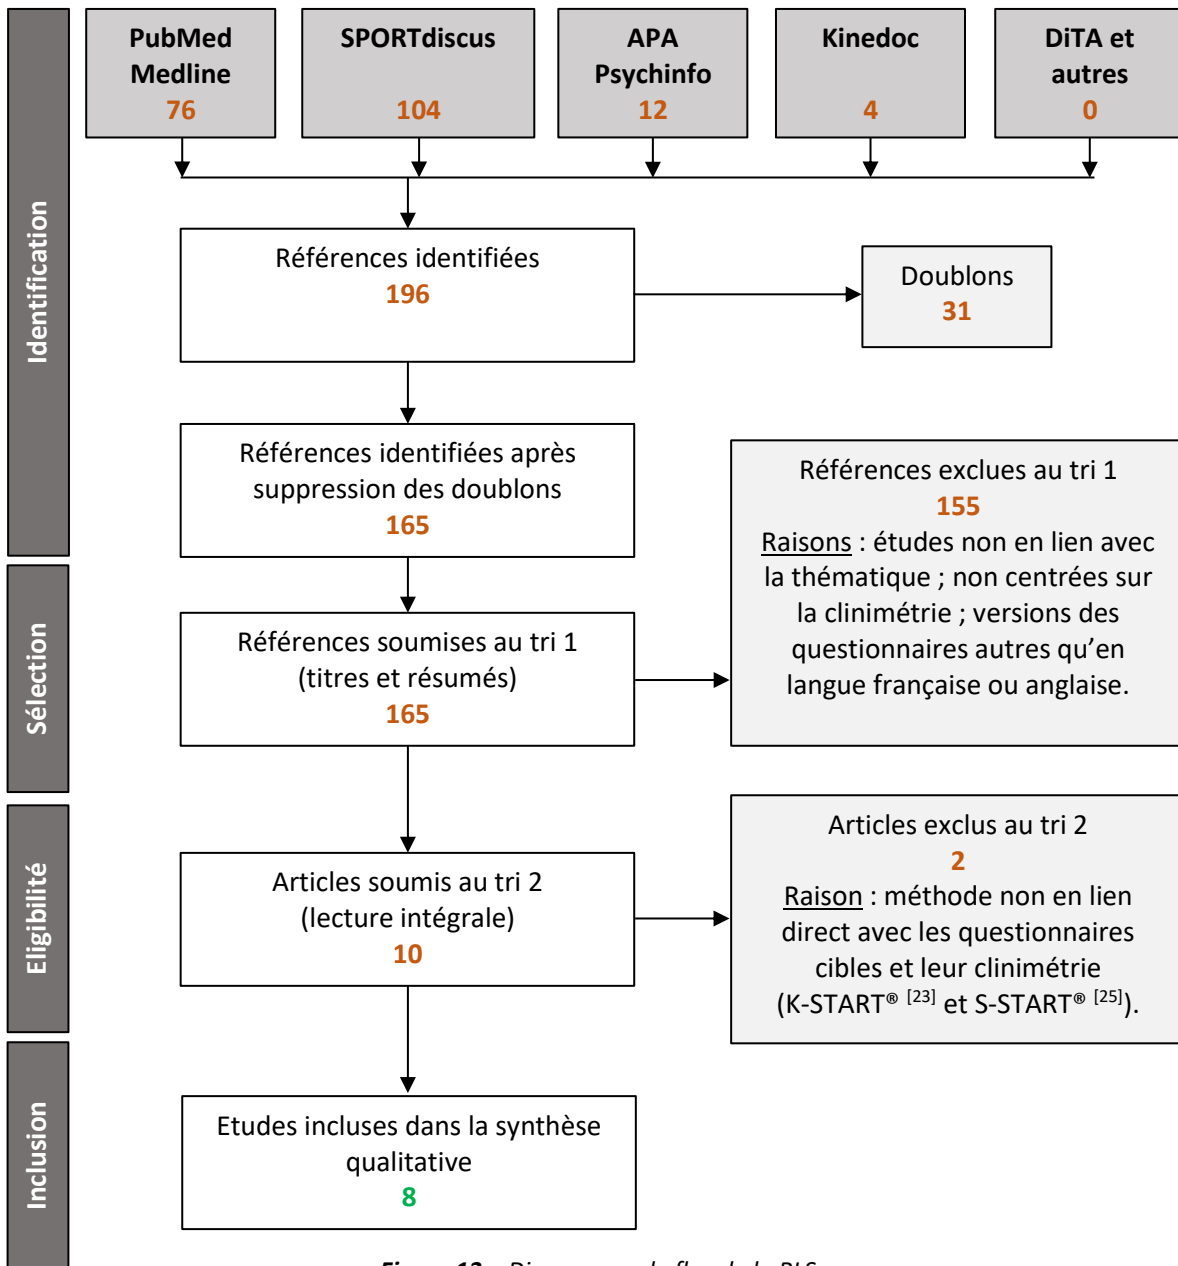 PubMed
Medline
76
SPORTdiscus
104
APA
Psychinfo
12
Kinedoc
4
DiTA et
autres
0
Identification
Références identifiées
196
Doublons
31
Références identifiées après
suppression des doublons
165
Sélection
Références soumises au tri 1
(titres et résumés)
165
Références exclues au tri 1
155
Raisons : études non en lien avec
la thématique ; non centrées sur
la clinimétrie ; versions des
questionnaires autres qu’en
langue française ou anglaise.
Eligibilité
Articles soumis au tri 2
(lecture intégrale)
10
Articles exclus au tri 2
2
Raison : méthode non en lien
direct avec les questionnaires
cibles et leur clinimétrie
(K-START® [23] et S-START® [25]).
Inclusion
Etudes incluses dans la synthèse
qualitative
8